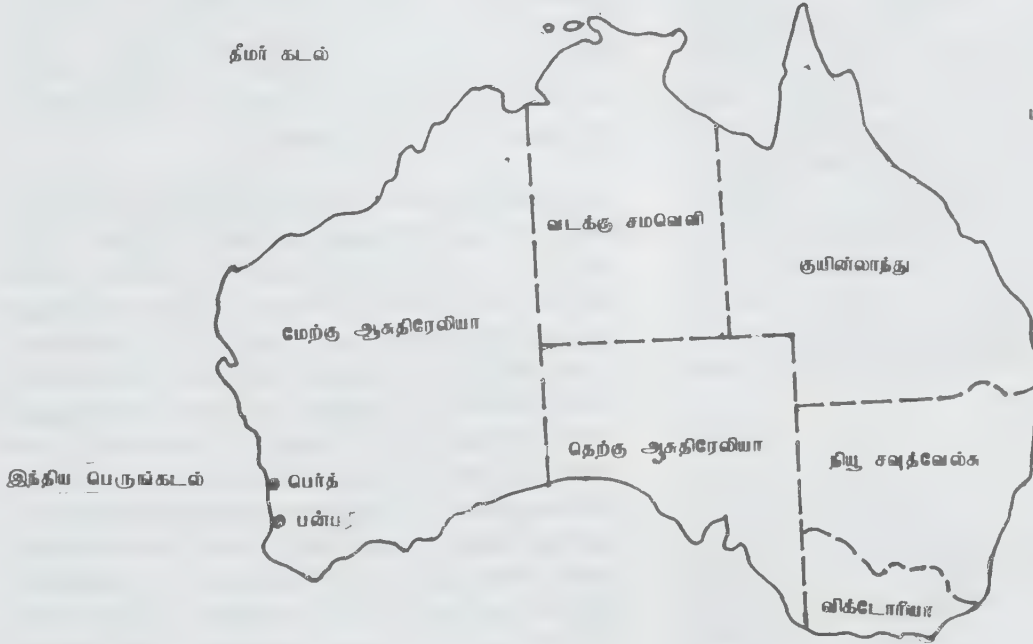 தீமர் கடல்
வடக்கு சமவெளி
குயின்லாந்து
மேற்கு ஆசுதிரேலியா
தெற்கு ஆசுதிரேலியா
நியூ சவுத்வேல்சு
இந்திய பெருங்கடல்
பெர்த்
விக்டோரியா